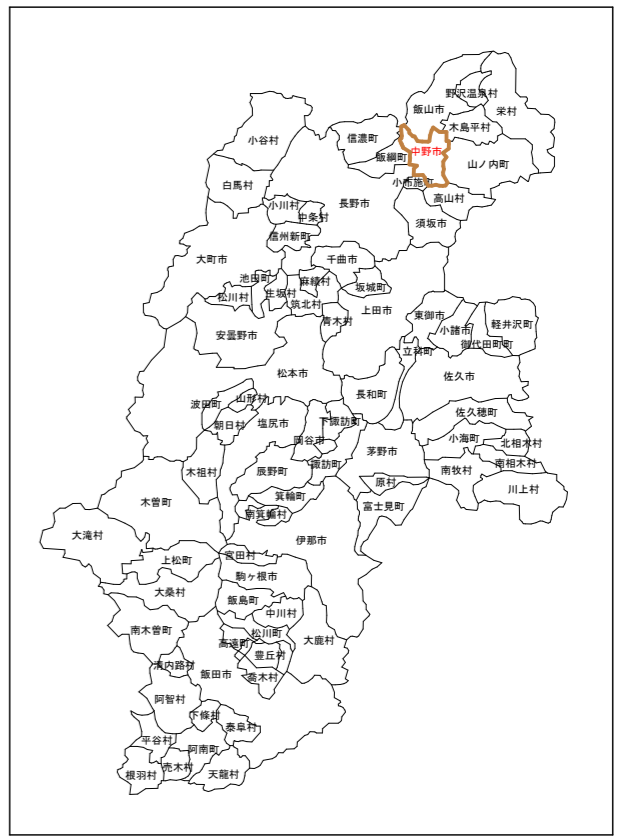 野沢温泉村
栄村
飯山市
木島平村
信濃町
小谷村
中野市
飯綱町
山ノ内町
白馬村
小布施町
高山村
長野市
小川村
中条村
須坂市
信州新町
大町市
千曲市
池田町
麻績村
坂城町
生坂村
松川村
筑北村
上田市
東御市
青木村
軽井沢町
小諸市
安曇野市
御代田町
立科町
松本市
佐久市
長和町
山形村
波田町
佐久穂町
下諏訪町
塩尻市
朝日村
小海町
岡谷市
北相木村
茅野市
諏訪町
南相木村
辰野町
木祖村
南牧村
原村
川上村
箕輪町
木曽町
富士見町
南箕輪村
大滝村
伊那市
宮田村
上松町
駒ヶ根市
大桑村
飯島町
中川村
南木曽町
松川町
大鹿村
高遠町
豊丘村
清内路村
飯田市
喬木村
阿智村
下條村
泰阜村
平谷村
阿南町
売木村
天龍村
根羽村